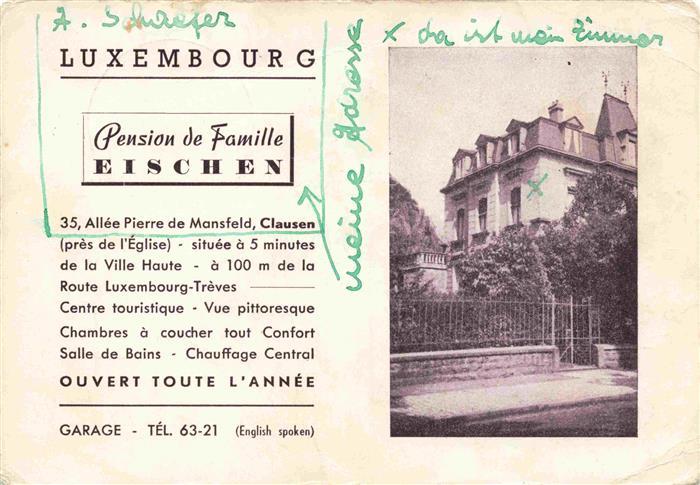 A. Schaefer
x da ist mein Zimmer
LUXEMBOURG
meine Adresse
Pension de Famille
EISCHEN
x
35, Allée Pierre de Mansfeld, Clausen
(près de l'Église) - située à 5 minutes
de la Ville Haute - à 100 m de la
Route Luxembourg-Trèves
Centre touristique - Vue pittoresque
Chambres à coucher tout Confort
Salle de Bains - Chauffage Central
OUVERT TOUTE L'ANNÉE
GARAGE - TÉL. 63-21 (English spoken)